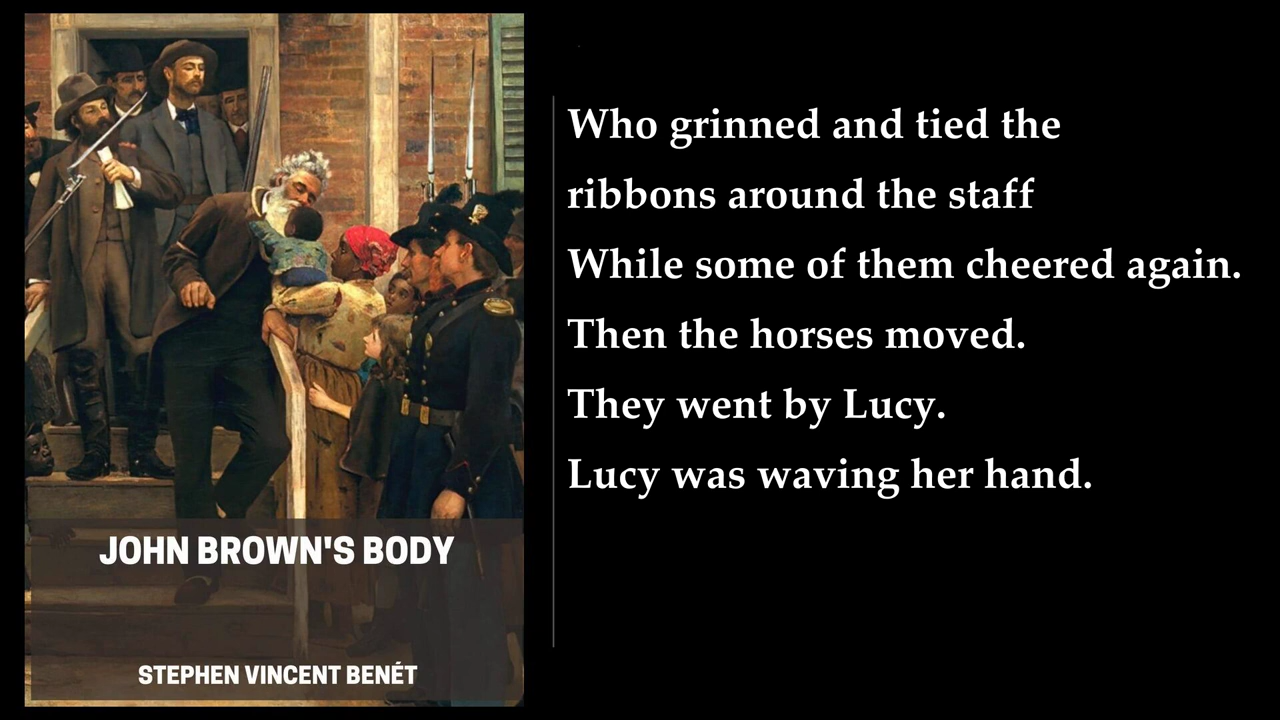 JOHN BROWN'S BODY
STEPHEN VINCENT BENÉT
Who grinned and tied the
ribbons around the staff
While some of them cheered again.
Then the horses moved.
They went by Lucy.
Lucy was waving her hand.